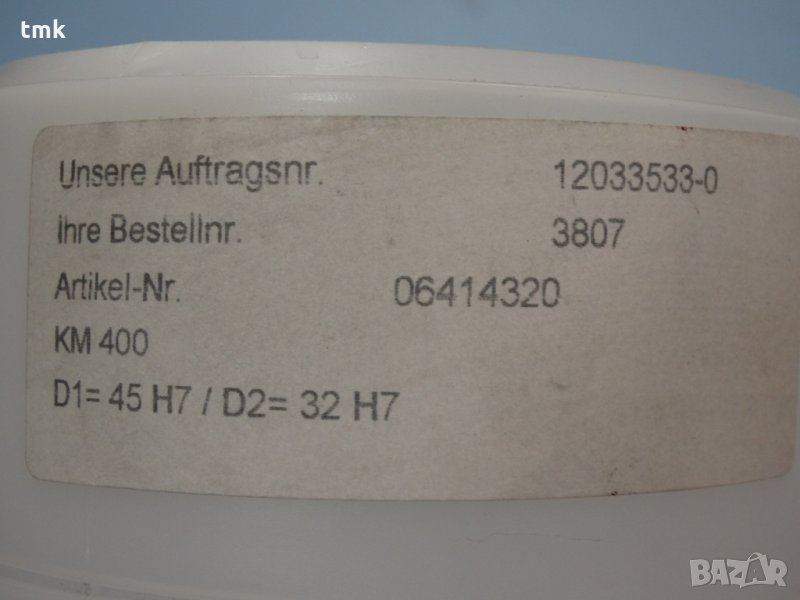 tmk
Unsere Auftragsnr. 12033533-0
Ihre Bestellnr. 3807
Artikel-Nr. 06414320
KM 400
D1= 45 H7 / D2= 32 H7
BAZAR